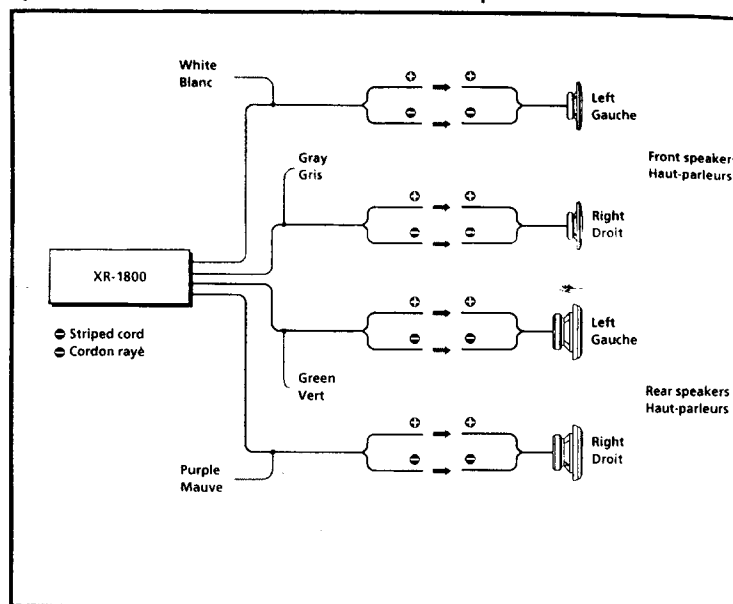 White
Blanc
⊕ ⊕
⊖ ⊖
Left
Gauche
Gray
Gris
Front speaker
Haut-parleurs
⊕ ⊕
⊖ ⊖
Right
Droit
XR-1800
⊖ Striped cord
⊖ Cordon rayè
⊕ ⊕
⊖ ⊖
Left
Gauche
Green
Vert
Rear speakers
Haut-parleurs
⊕ ⊕
⊖ ⊖
Right
Droit
Purple
Mauve